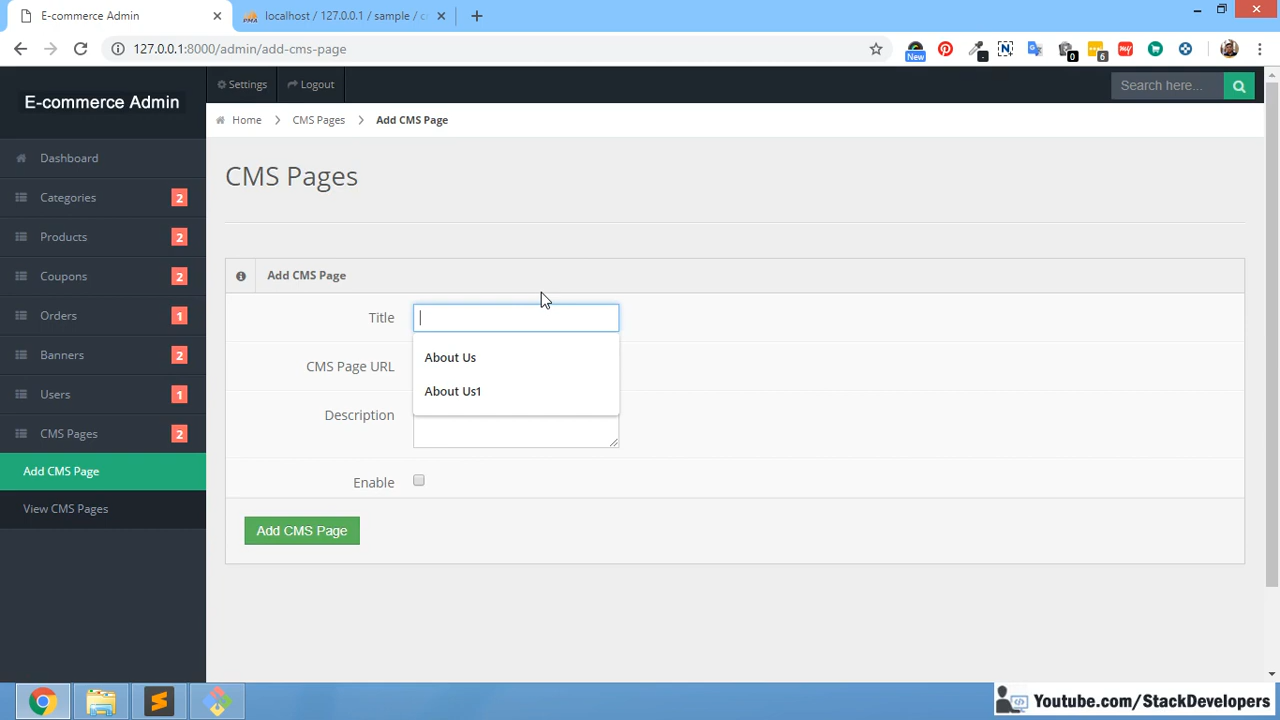 E-commerce Admin
localhost / 127.0.0.1 / sample / c
127.0.0.1:8000/admin/add-cms-page
New
0
6
E-commerce Admin
Settings
Logout
Search here...
Home
CMS Pages
Add CMS Page
Dashboard
Categories 2
Products 2
Coupons 2
Orders 1
Banners 2
Users 1
CMS Pages 2
Add CMS Page
View CMS Pages
CMS Pages
Add CMS Page
Title
About Us
About Us1
CMS Page URL
Description
Enable
Add CMS Page
Youtube.com/StackDevelopers